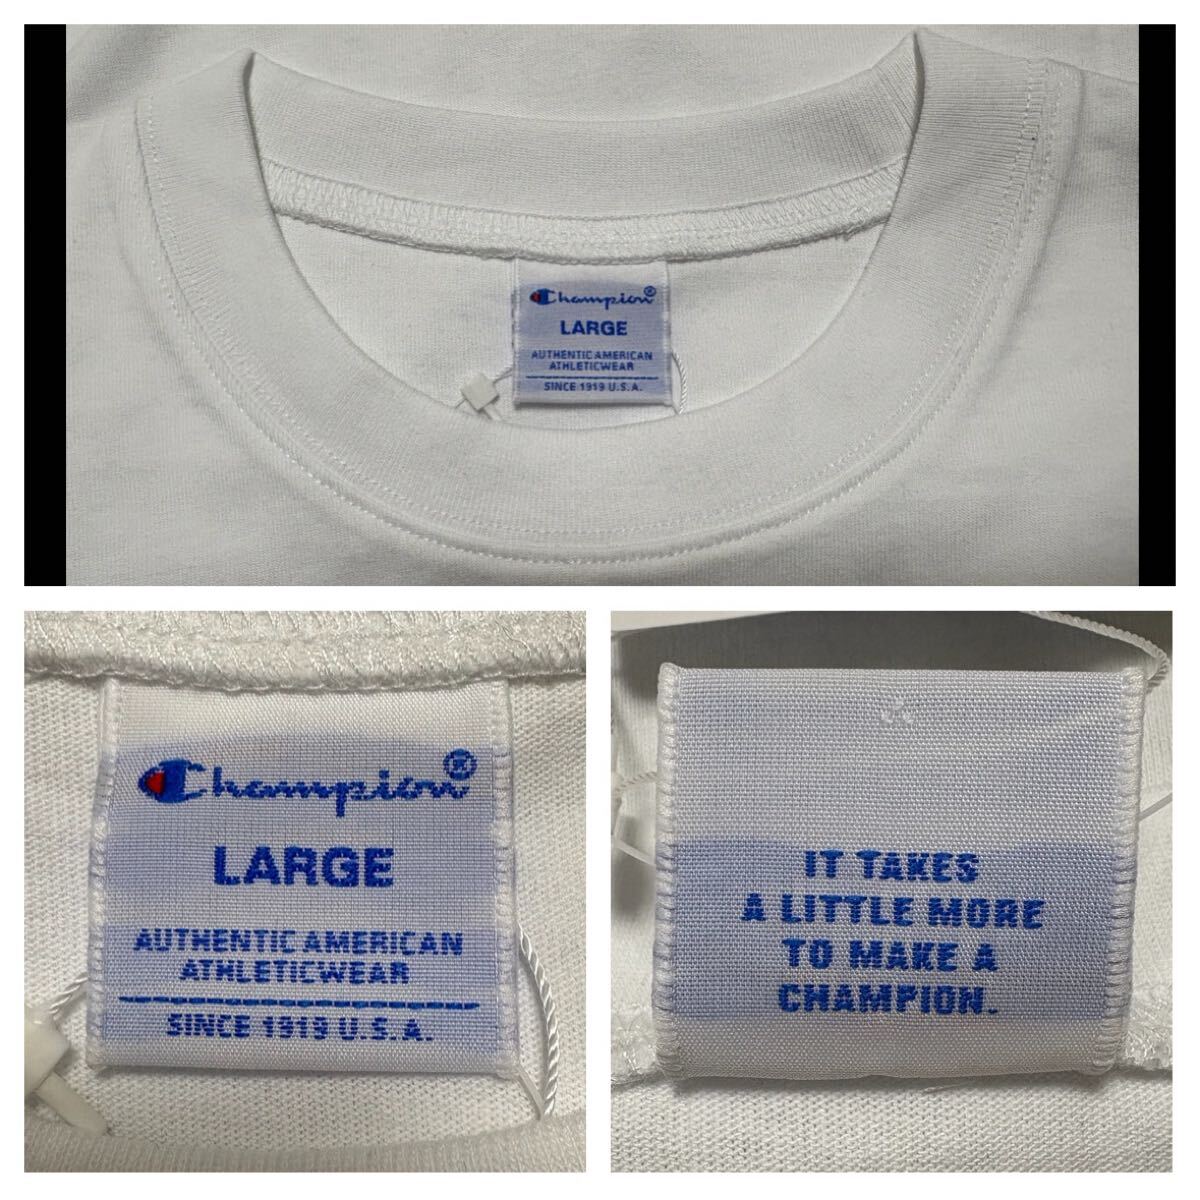 Champion®
LARGE
AUTHENTIC AMERICAN
ATHLETICWEAR
SINCE 1919 U.S.A.
Champion®
LARGE
AUTHENTIC AMERICAN
ATHLETICWEAR
SINCE 1919 U.S.A.
IT TAKES
A LITTLE MORE
TO MAKE A
CHAMPION.